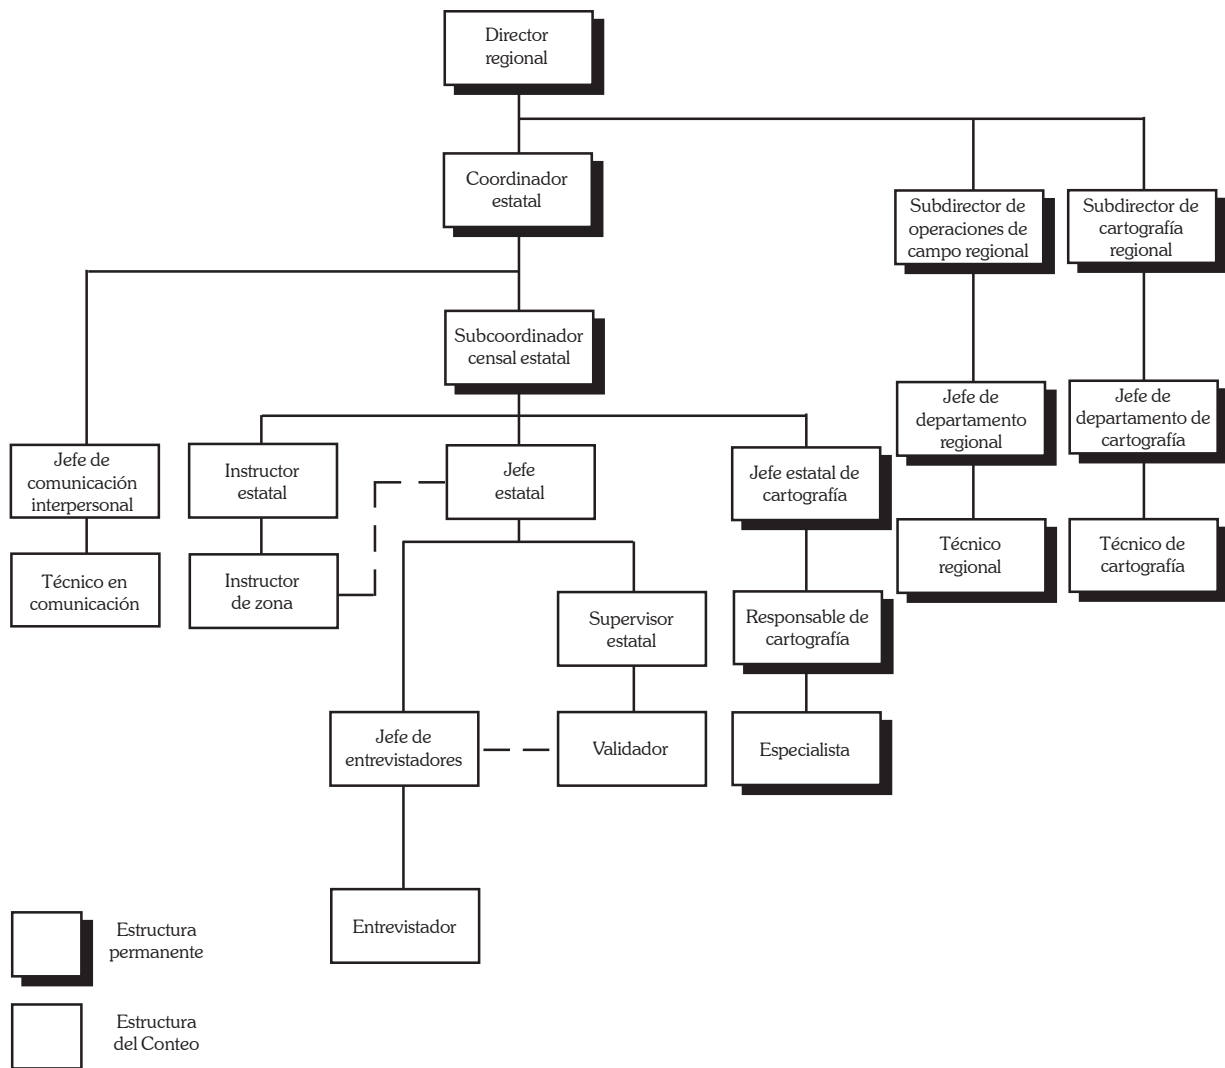 Director
regional
Coordinador
estatal
Subdirector de
operaciones de
campo regional
Subdirector de
cartografía
regional
Subcoordinador
censal estatal
Jefe de
departamento
regional
Jefe de
departamento de
cartografía
Jefe de
comunicación
interpersonal
Instructor
estatal
Jefe
estatal
Jefe estatal de
cartografía
Técnico
regional
Técnico de
cartografía
Técnico en
comunicación
Instructor
de zona
Supervisor
estatal
Responsable de
cartografía
Jefe de
entrevistadores
Validador
Especialista
Entrevistador
Estructura
permanente
Estructura
del Conteo